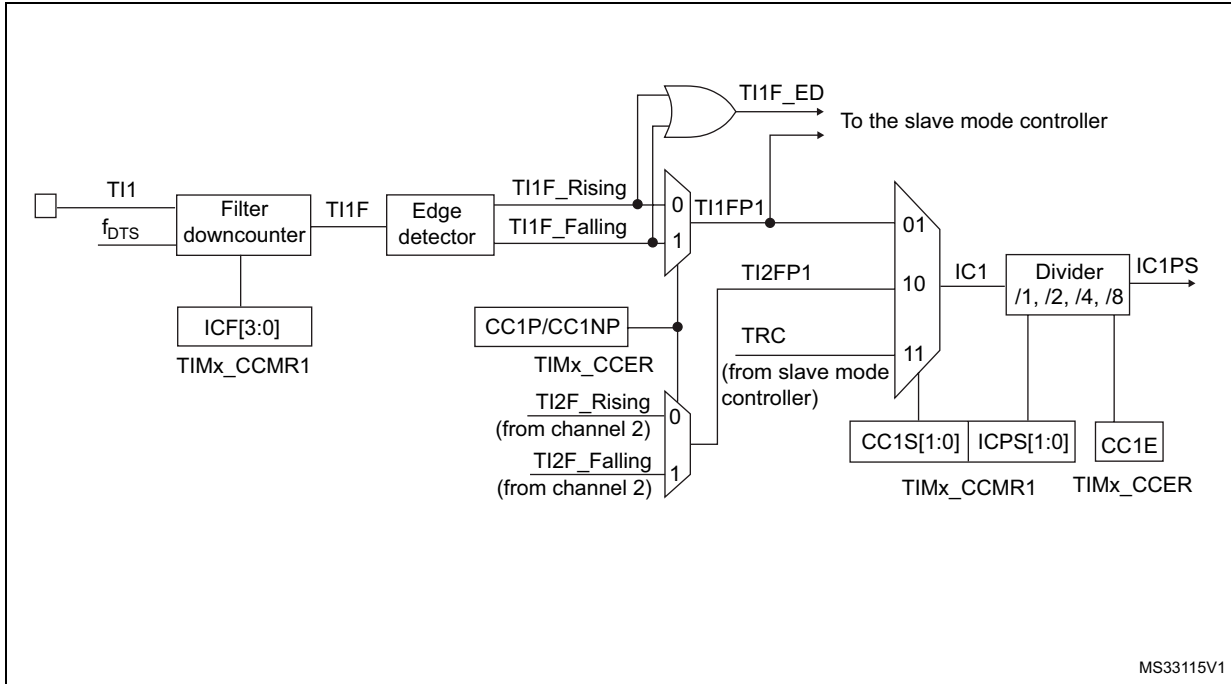 TI1F_ED
To the slave mode controller
TI1
f_DTS
Filter
downcounter
TI1F
Edge
detector
TI1F_Rising
TI1F_Falling
0
1
TI1FP1
01
TI2FP1
10
IC1
Divider
/1, /2, /4, /8
IC1PS
ICF[3:0]
TIMx_CCMR1
CC1P/CC1NP
TIMx_CCER
TRC
11
(from slave mode
controller)
TI2F_Rising
0
(from channel 2)
TI2F_Falling
1
(from channel 2)
CC1S[1:0]
ICPS[1:0]
CC1E
TIMx_CCMR1
TIMx_CCER
MS33115V1